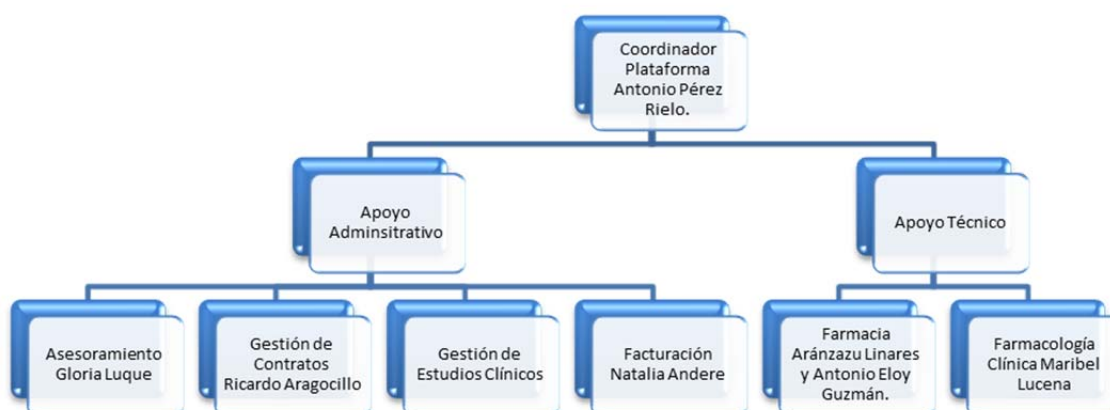 Coordinador
Plataforma
Antonio Pérez
Rielo.
Apoyo
Adminsitrativo
Apoyo Técnico
Asesoramiento
Gloria Luque
Gestión de
Contratos
Ricardo Aragocillo
Gestión de
Estudios Clínicos
Facturación
Natalia Andere
Farmacia
Aránzazu Linares
y Antonio Eloy
Guzmán.
Farmacología
Clínica Maribel
Lucena